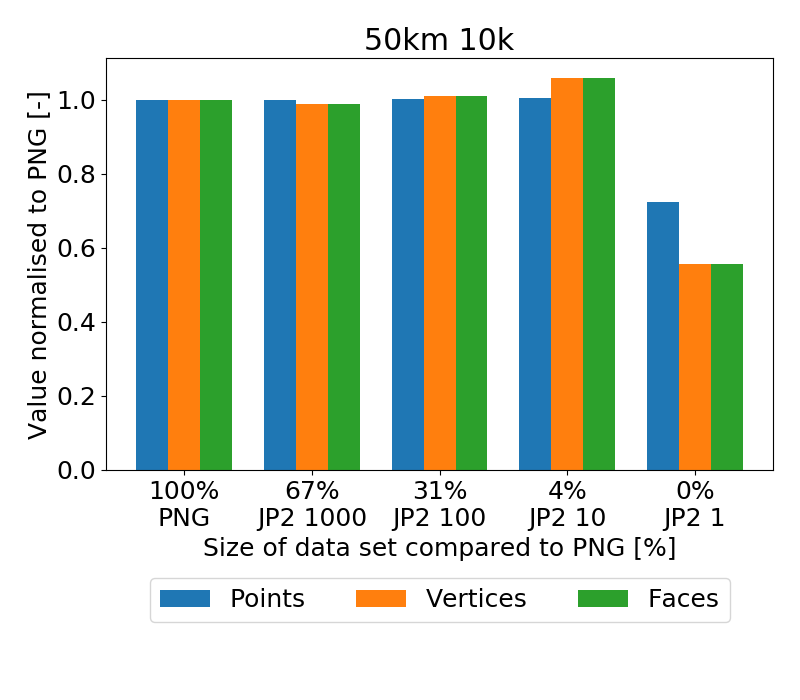 50km 10k
Value normalised to PNG [-]
1.0
0.8
0.6
0.4
0.2
0.0
100% 67% 31% 4% 0%
PNG JP2 1000 JP2 100 JP2 10 JP2 1
Size of data set compared to PNG [%]
Points Vertices Faces